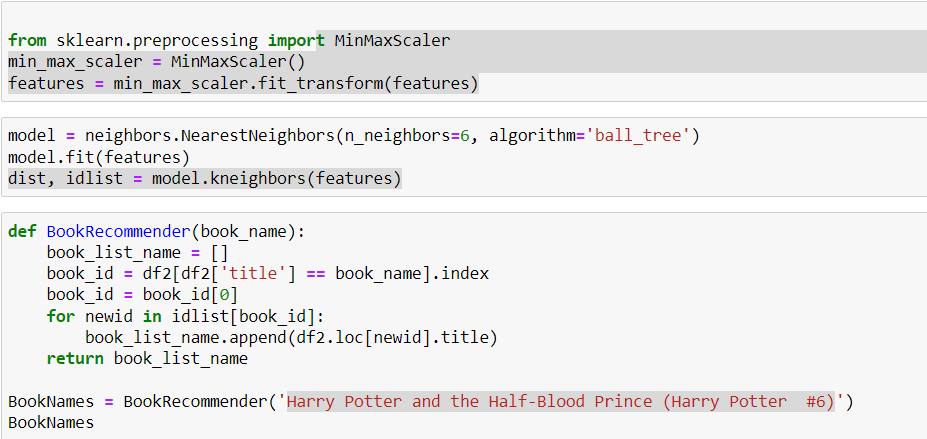 from sklearn.preprocessing import MinMaxScaler
min_max_scaler = MinMaxScaler()
features = min_max_scaler.fit_transform(features)
model = neighbors.NearestNeighbors(n_neighbors=6, algorithm='ball_tree')
model.fit(features)
dist, idlist = model.kneighbors(features)
def BookRecommender(book_name):
    book_list_name = []
    book_id = df2[df2['title'] == book_name].index
    book_id = book_id[0]
    for newid in idlist[book_id]:
        book_list_name.append(df2.loc[newid].title)
    return book_list_name
BookNames = BookRecommender('Harry Potter and the Half-Blood Prince (Harry Potter  #6)')
BookNames